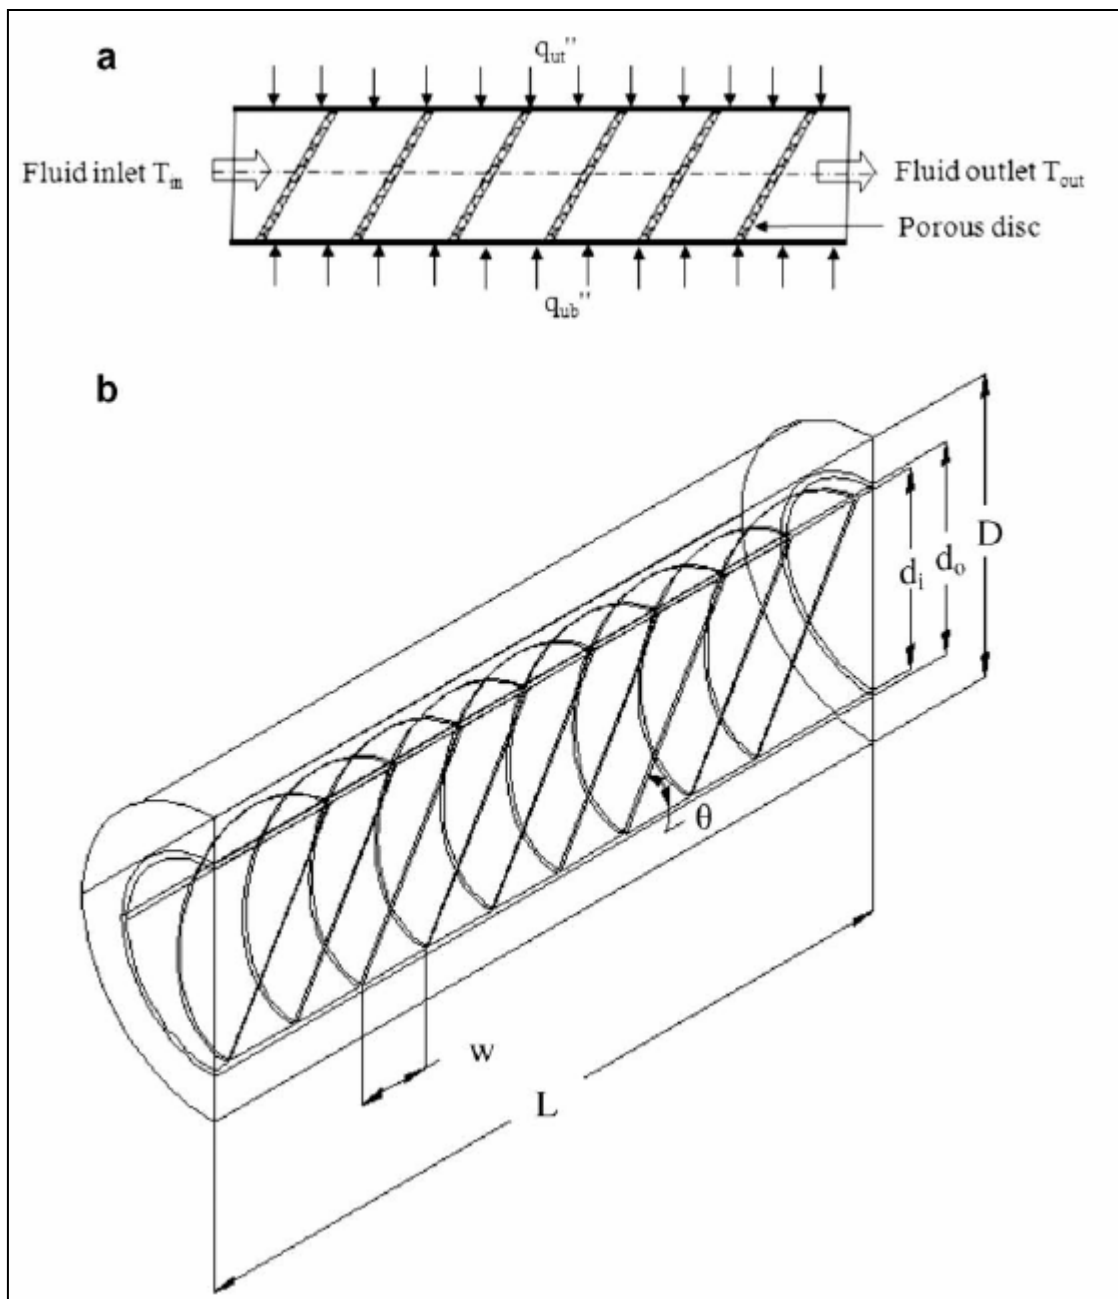 a
q_ut''
Fluid inlet T_in
Fluid outlet T_out
Porous disc
q_ub''
b
D
d_i
d_o
θ
w
L